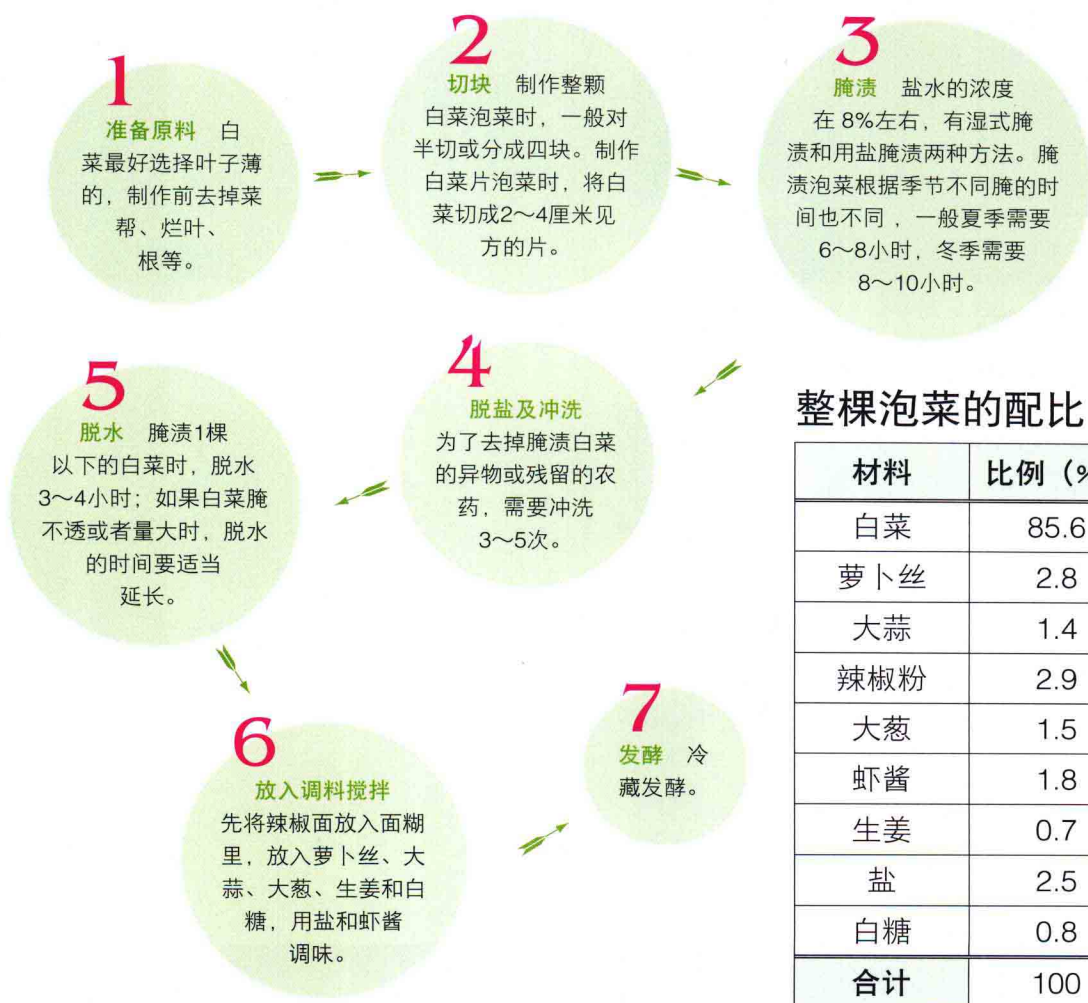 1
准备原料 白
菜最好选择叶子薄
的，制作前去掉菜
帮、烂叶、
根等。
2
切块 制作整颗
白菜泡菜时，一般对
半切或分成四块。制作
白菜片泡菜时，将白
菜切成2～4厘米见
方的片。
3
腌渍 盐水的浓度
在 8%左右，有湿式腌
渍和用盐腌渍两种方法。腌
渍泡菜根据季节不同腌的时
间也不同，一般夏季需要
6～8小时，冬季需要
8～10小时。
4
脱盐及冲洗
为了去掉腌渍白菜
的异物或残留的农
药，需要冲洗
3～5次。
5
脱水 腌渍1棵
以下的白菜时，脱水
3～4小时；如果白菜腌
不透或者量大时，脱水
的时间要适当
延长。
6
放入调料搅拌
先将辣椒面放入面糊
里，放入萝卜丝、大
蒜、大葱、生姜和白
糖，用盐和虾酱
调味。
7
发酵 冷
藏发酵。
整棵泡菜的配比
材料 比例（%
白菜 85.6
萝卜丝 2.8
大蒜 1.4
辣椒粉 2.9
大葱 1.5
虾酱 1.8
生姜 0.7
盐 2.5
白糖 0.8
合计 100